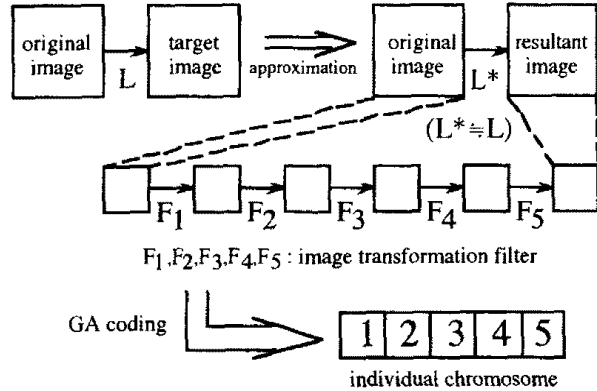 original image
L
target image
approximation
original image
L*
resultant image
(L*≒L)
F1
F2
F3
F4
F5
F1,F2,F3,F4,F5 : image transformation filter
GA coding
1 2 3 4 5
individual chromosome